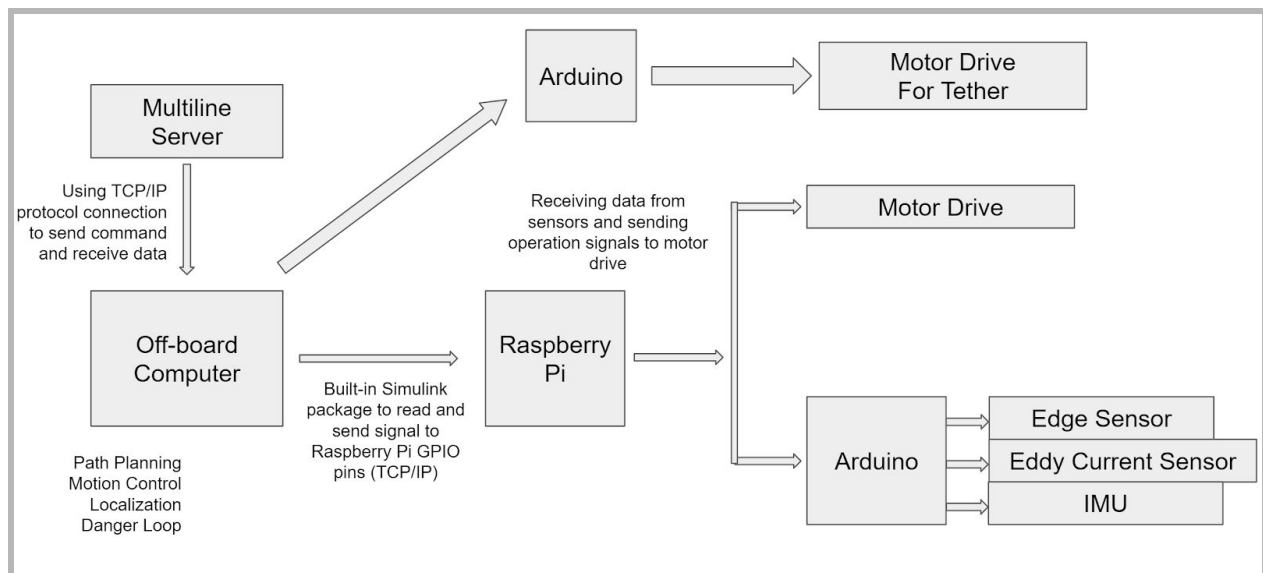 Multiline
Server
Using TCP/IP
protocol connection
to send command
and receive data
Off-board
Computer
Path Planning
Motion Control
Localization
Danger Loop
Built-in Simulink
package to read and
send signal to
Raspberry Pi GPIO
pins (TCP/IP)
Arduino
Motor Drive
For Tether
Raspberry
Pi
Receiving data from
sensors and sending
operation signals to motor
drive
Motor Drive
Arduino
Edge Sensor
Eddy Current Sensor
IMU